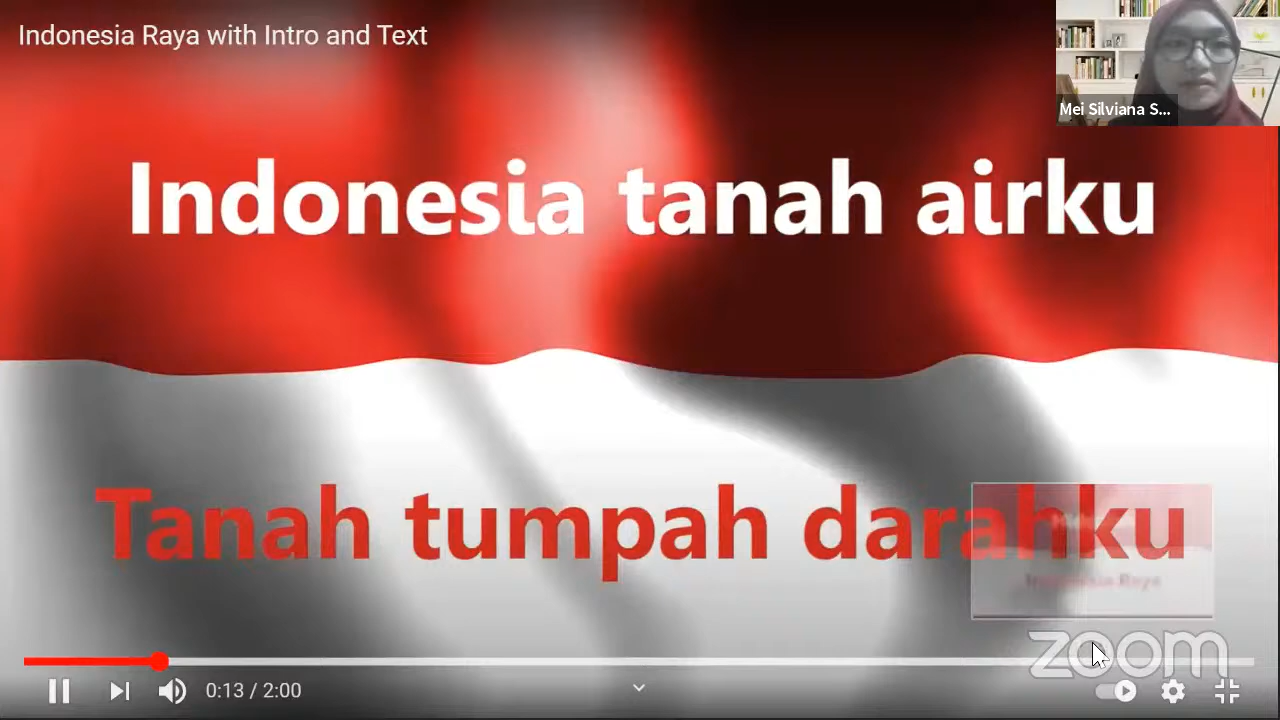 Indonesia Raya with Intro and Text
Mei Silviana S...
Indonesia tanah airku
Tanah tumpah darahku
Indonesia Raya
zoom
0:13 / 2:00